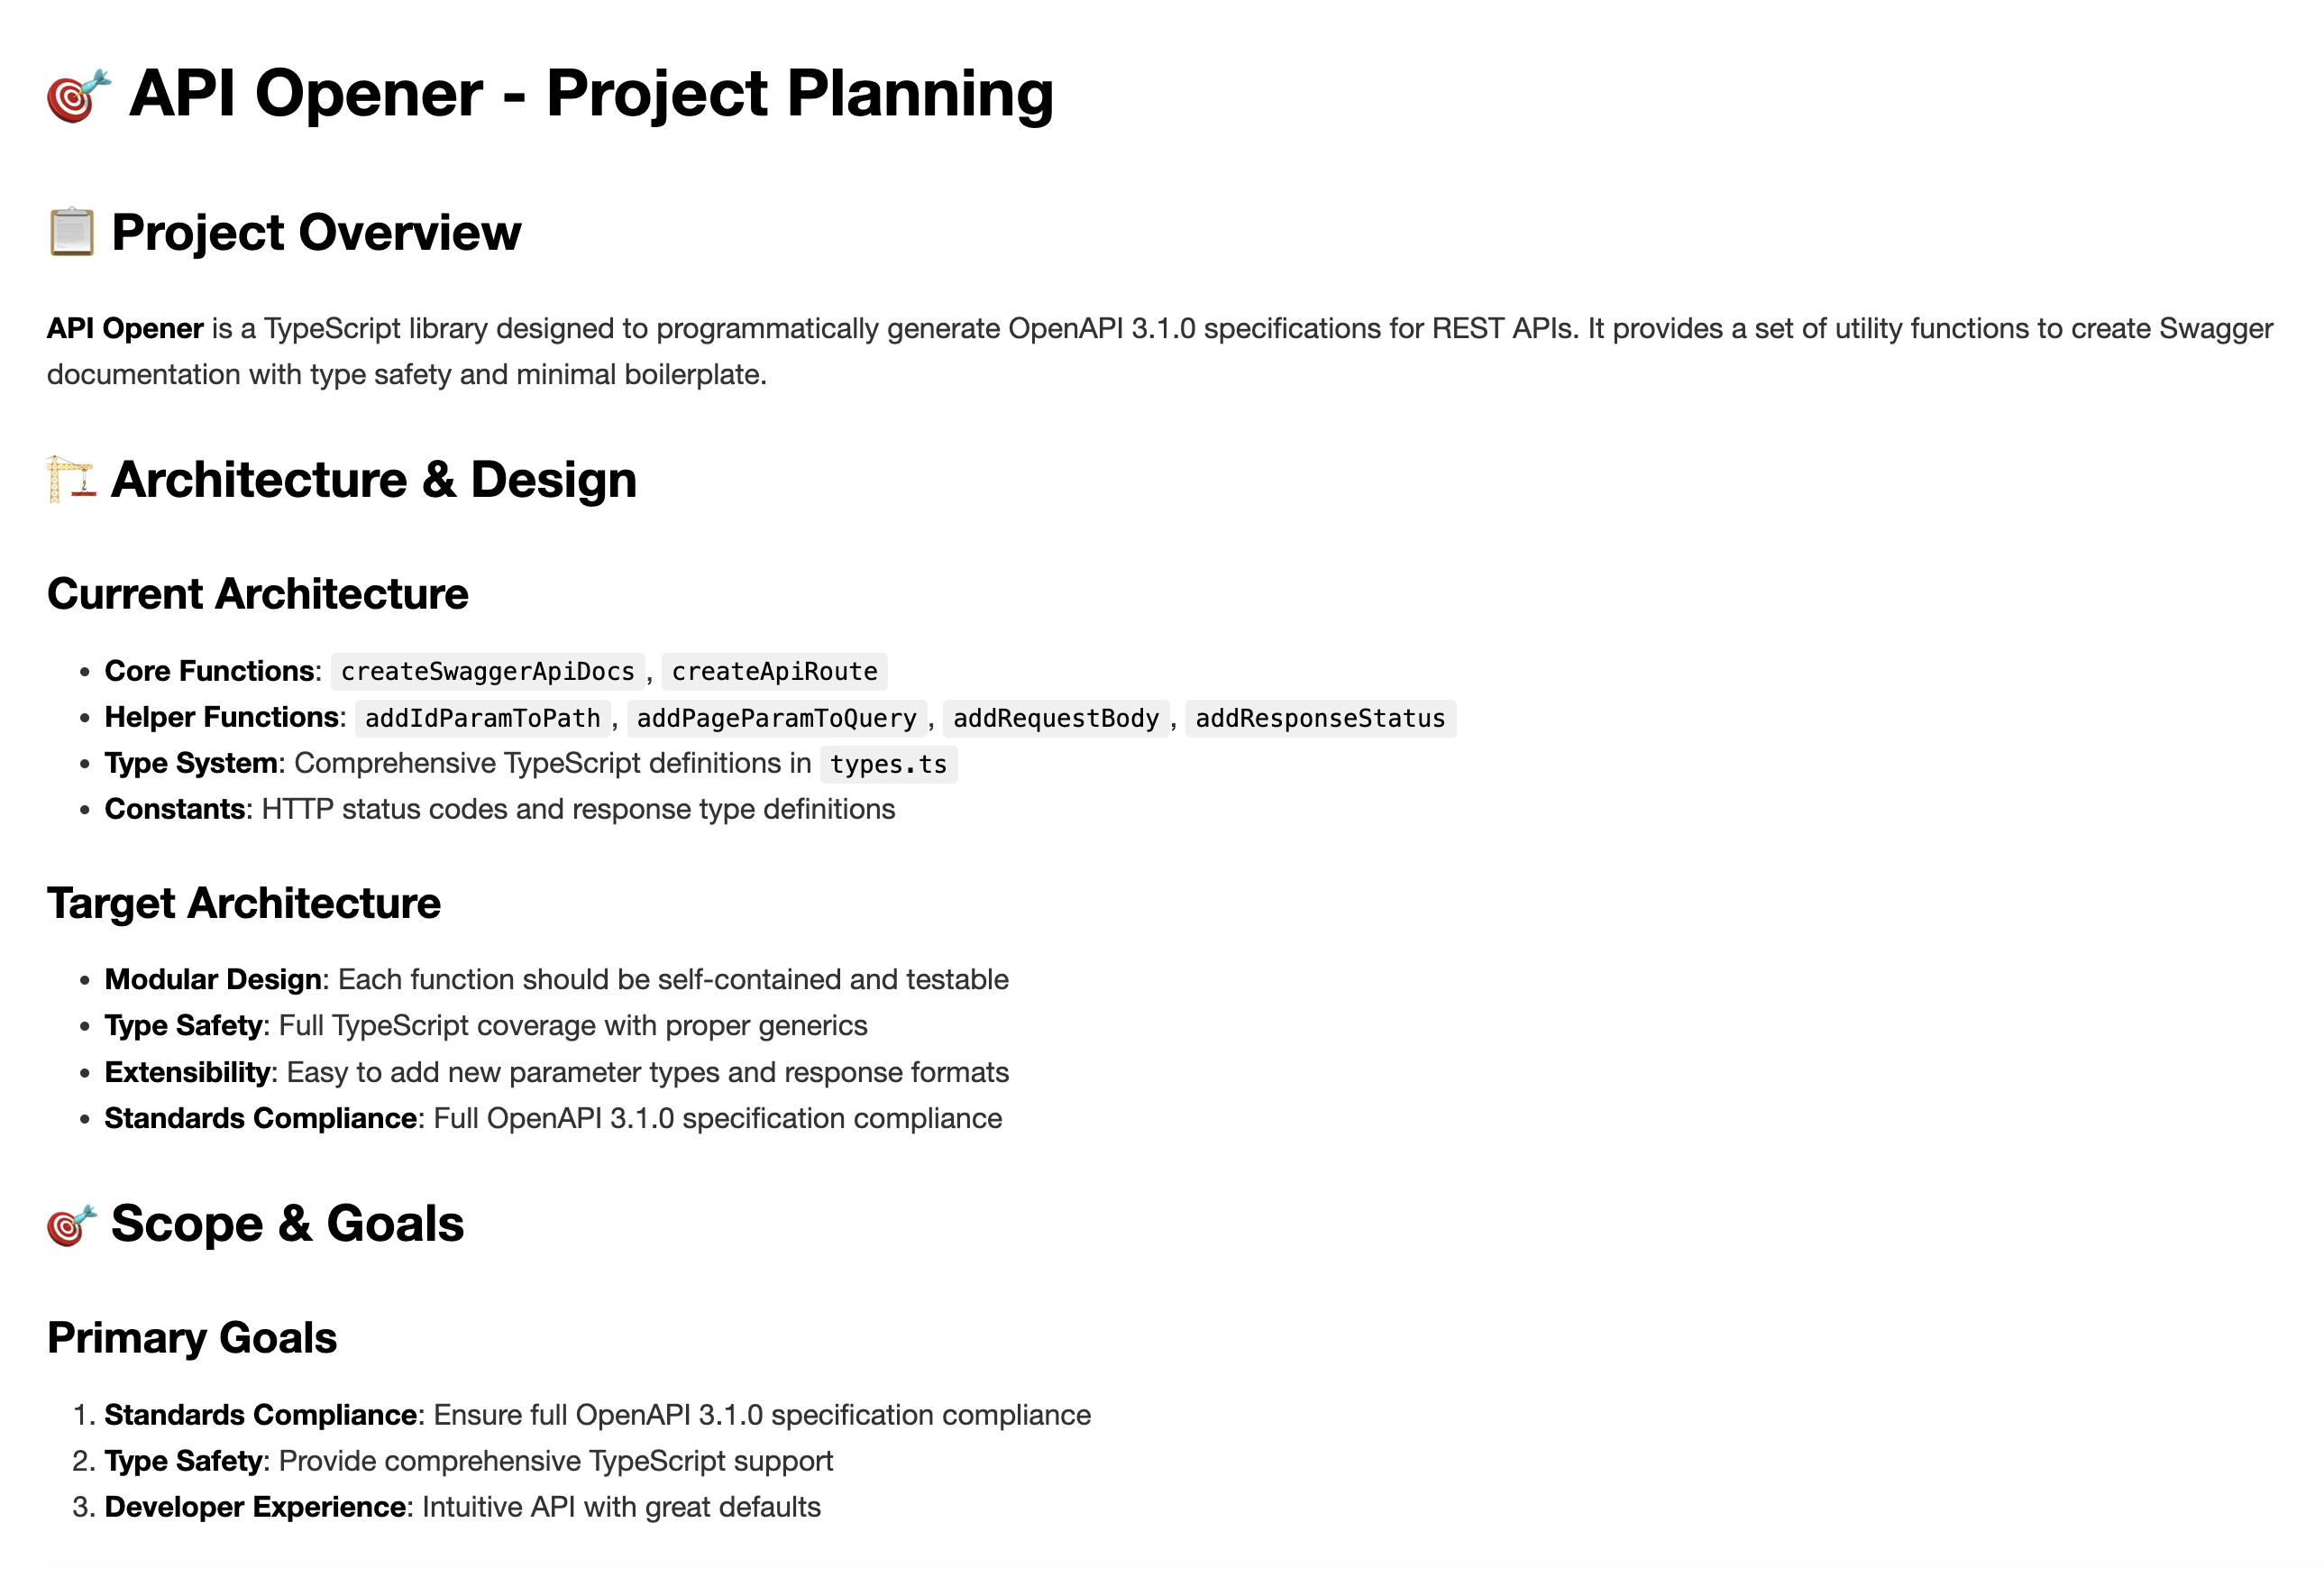 🎯 API Opener - Project Planning
📋 Project Overview
API Opener is a TypeScript library designed to programmatically generate OpenAPI 3.1.0 specifications for REST APIs. It provides a set of utility functions to create Swagger
documentation with type safety and minimal boilerplate.
🏗️ Architecture & Design
Current Architecture
• Core Functions: createSwaggerApiDocs, createApiRoute
• Helper Functions: addIdParamToPath, addPageParamToQuery, addRequestBody, addResponseStatus
• Type System: Comprehensive TypeScript definitions in types.ts
• Constants: HTTP status codes and response type definitions
Target Architecture
• Modular Design: Each function should be self-contained and testable
• Type Safety: Full TypeScript coverage with proper generics
• Extensibility: Easy to add new parameter types and response formats
• Standards Compliance: Full OpenAPI 3.1.0 specification compliance
🎯 Scope & Goals
Primary Goals
1. Standards Compliance: Ensure full OpenAPI 3.1.0 specification compliance
2. Type Safety: Provide comprehensive TypeScript support
3. Developer Experience: Intuitive API with great defaults